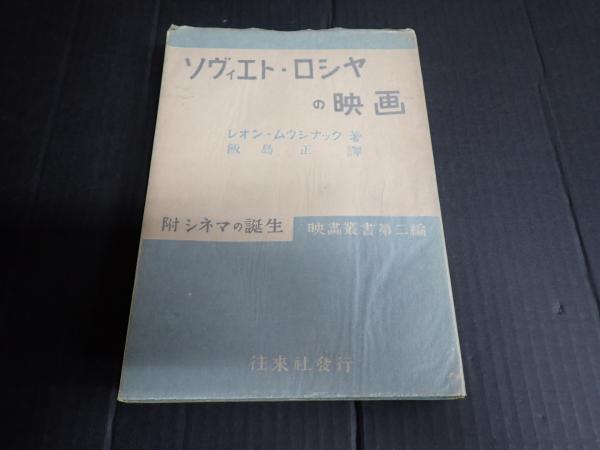 ソヴィエト・ロシヤ
の映画
レオン・ムウシナック 著
飯島正 譯
附シネマの誕生
映畵叢書第二編
往來社發行